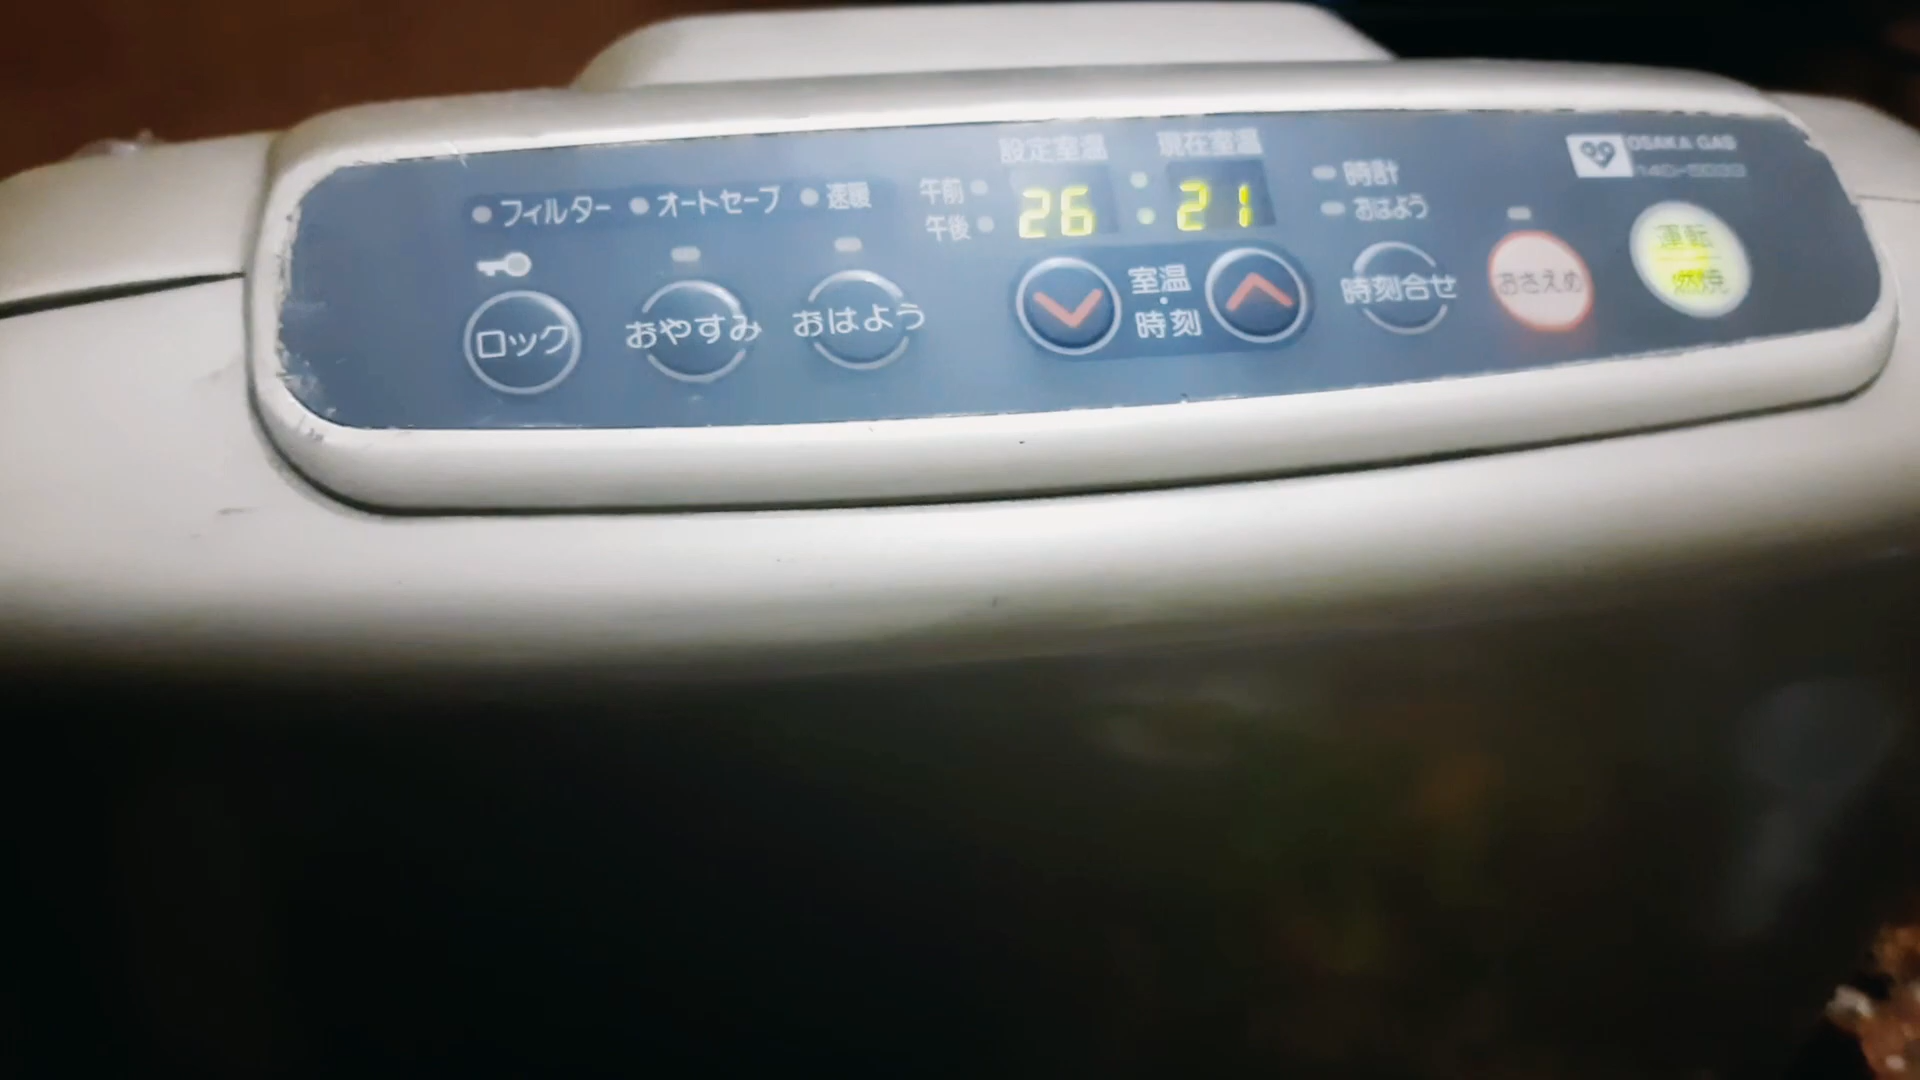 設定室温 現在室温
OSAKA GAS
フィルター オートセーブ 速暖
午前
午後
26 : 21
時計
おはよう
ロック
おやすみ
おはよう
室温
・
時刻
時刻合せ
おさえめ
運転
燃焼